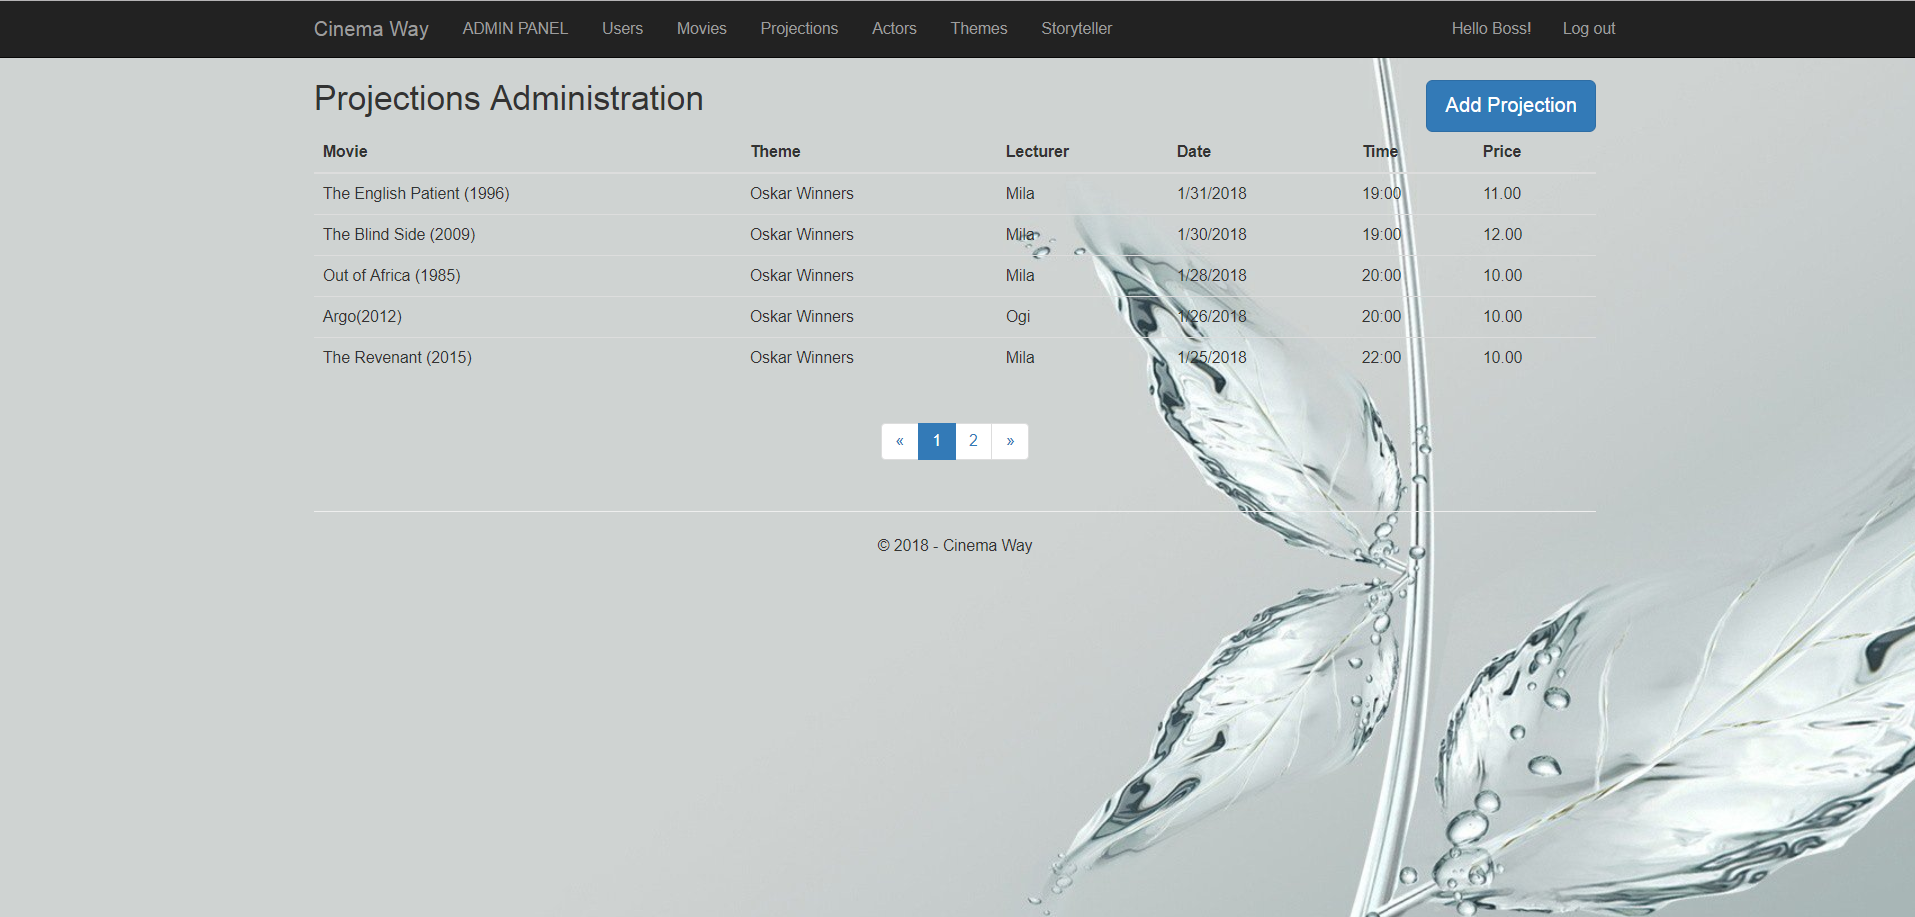 Cinema Way ADMIN PANEL Users Movies Projections Actors Themes Storyteller Hello Boss! Log out
Projections Administration Add Projection
Movie Theme Lecturer Date Time Price
The English Patient (1996) Oskar Winners Mila 1/31/2018 19:00 11.00
The Blind Side (2009) Oskar Winners Mila 1/30/2018 19:00 12.00
Out of Africa (1985) Oskar Winners Mila 1/28/2018 20:00 10.00
Argo(2012) Oskar Winners Ogi 1/26/2018 20:00 10.00
The Revenant (2015) Oskar Winners Mila 1/25/2018 22:00 10.00
« 1 2 »
© 2018 - Cinema Way